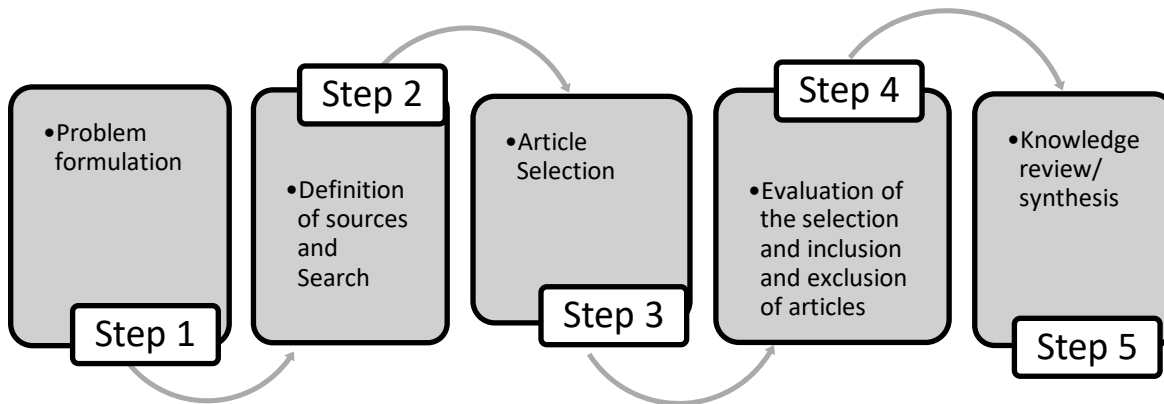 •Problem
formulation
Step 1
Step 2
•Definition
of sources
and
Search
•Article
Selection
Step 3
Step 4
•Evaluation of
the selection
and inclusion
and exclusion
of articles
•Knowledge
review/
synthesis
Step 5